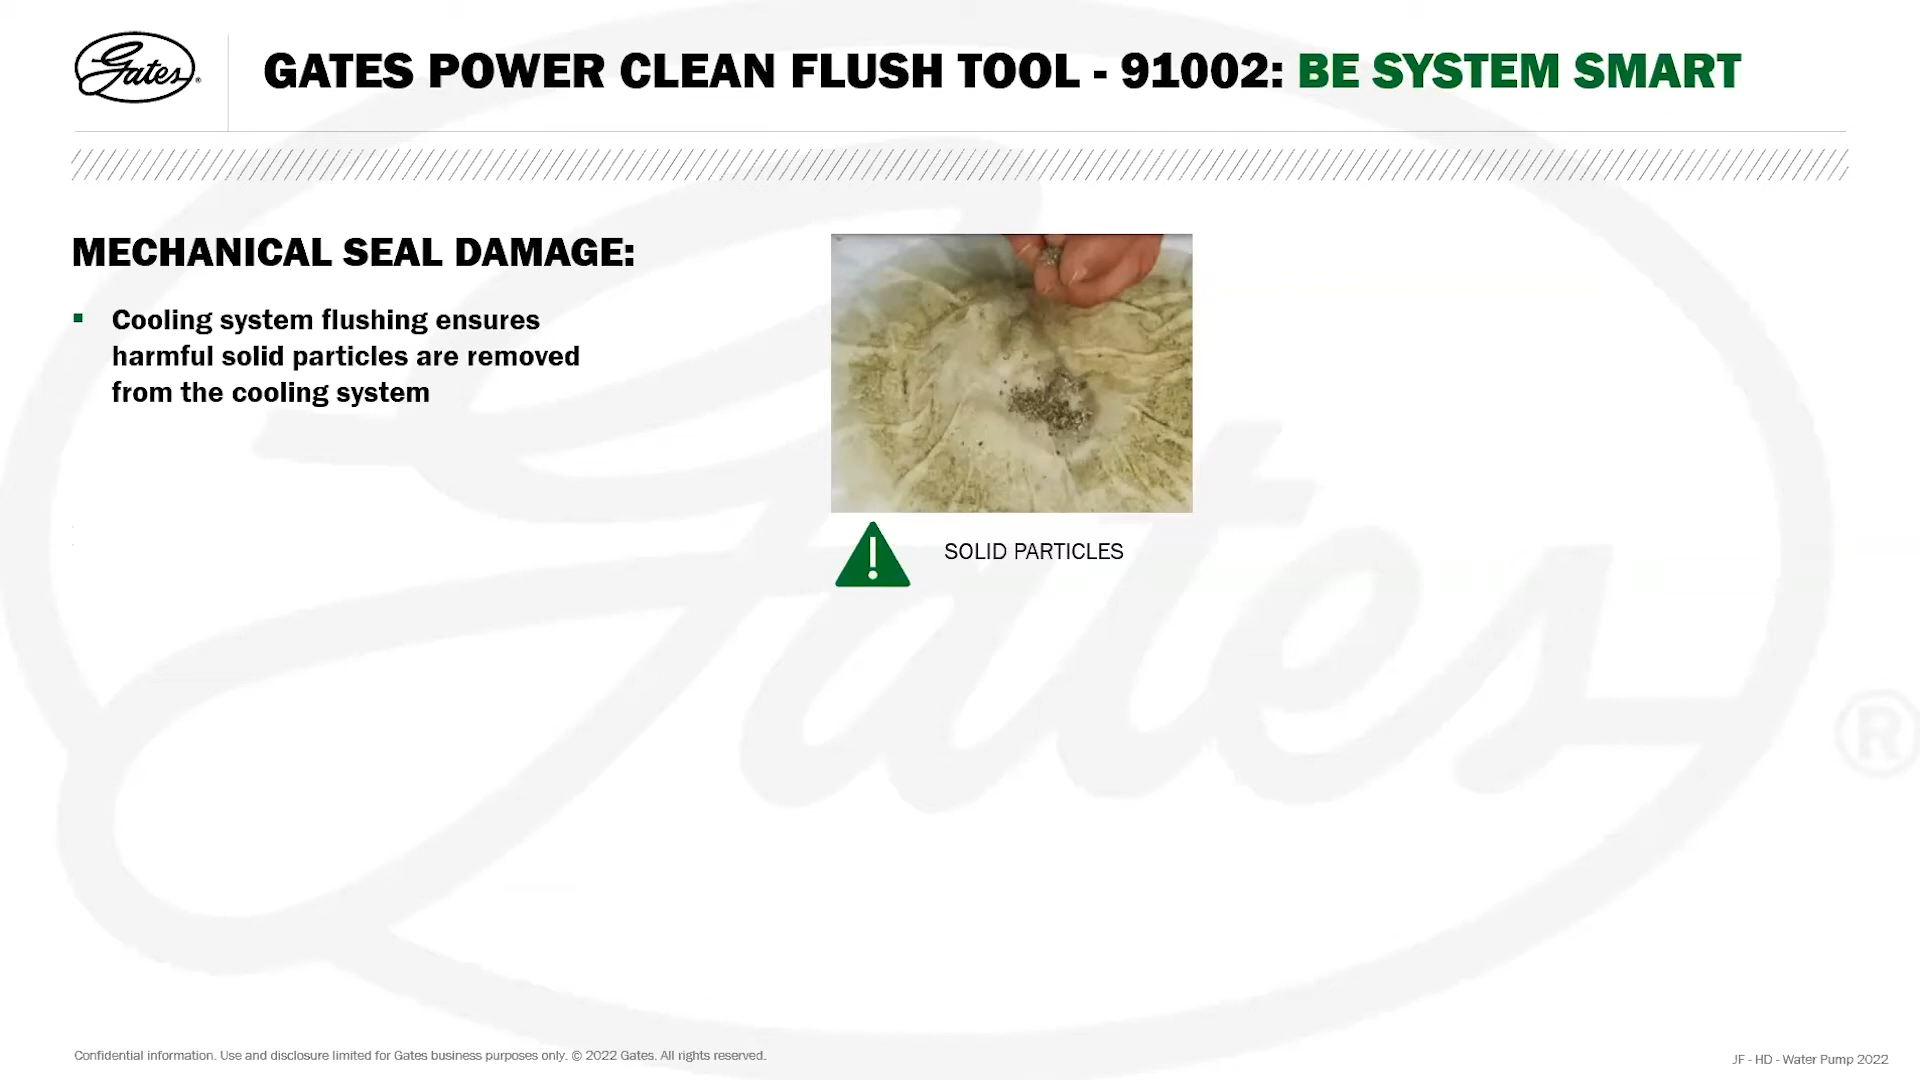 Gates®
GATES POWER CLEAN FLUSH TOOL - 91002: BE SYSTEM SMART
MECHANICAL SEAL DAMAGE:
▪ Cooling system flushing ensures
harmful solid particles are removed
from the cooling system
!
SOLID PARTICLES
Gates®
Confidential information. Use and disclosure limited for Gates business purposes only. © 2022 Gates. All rights reserved.
JF - HD - Water Pump 2022